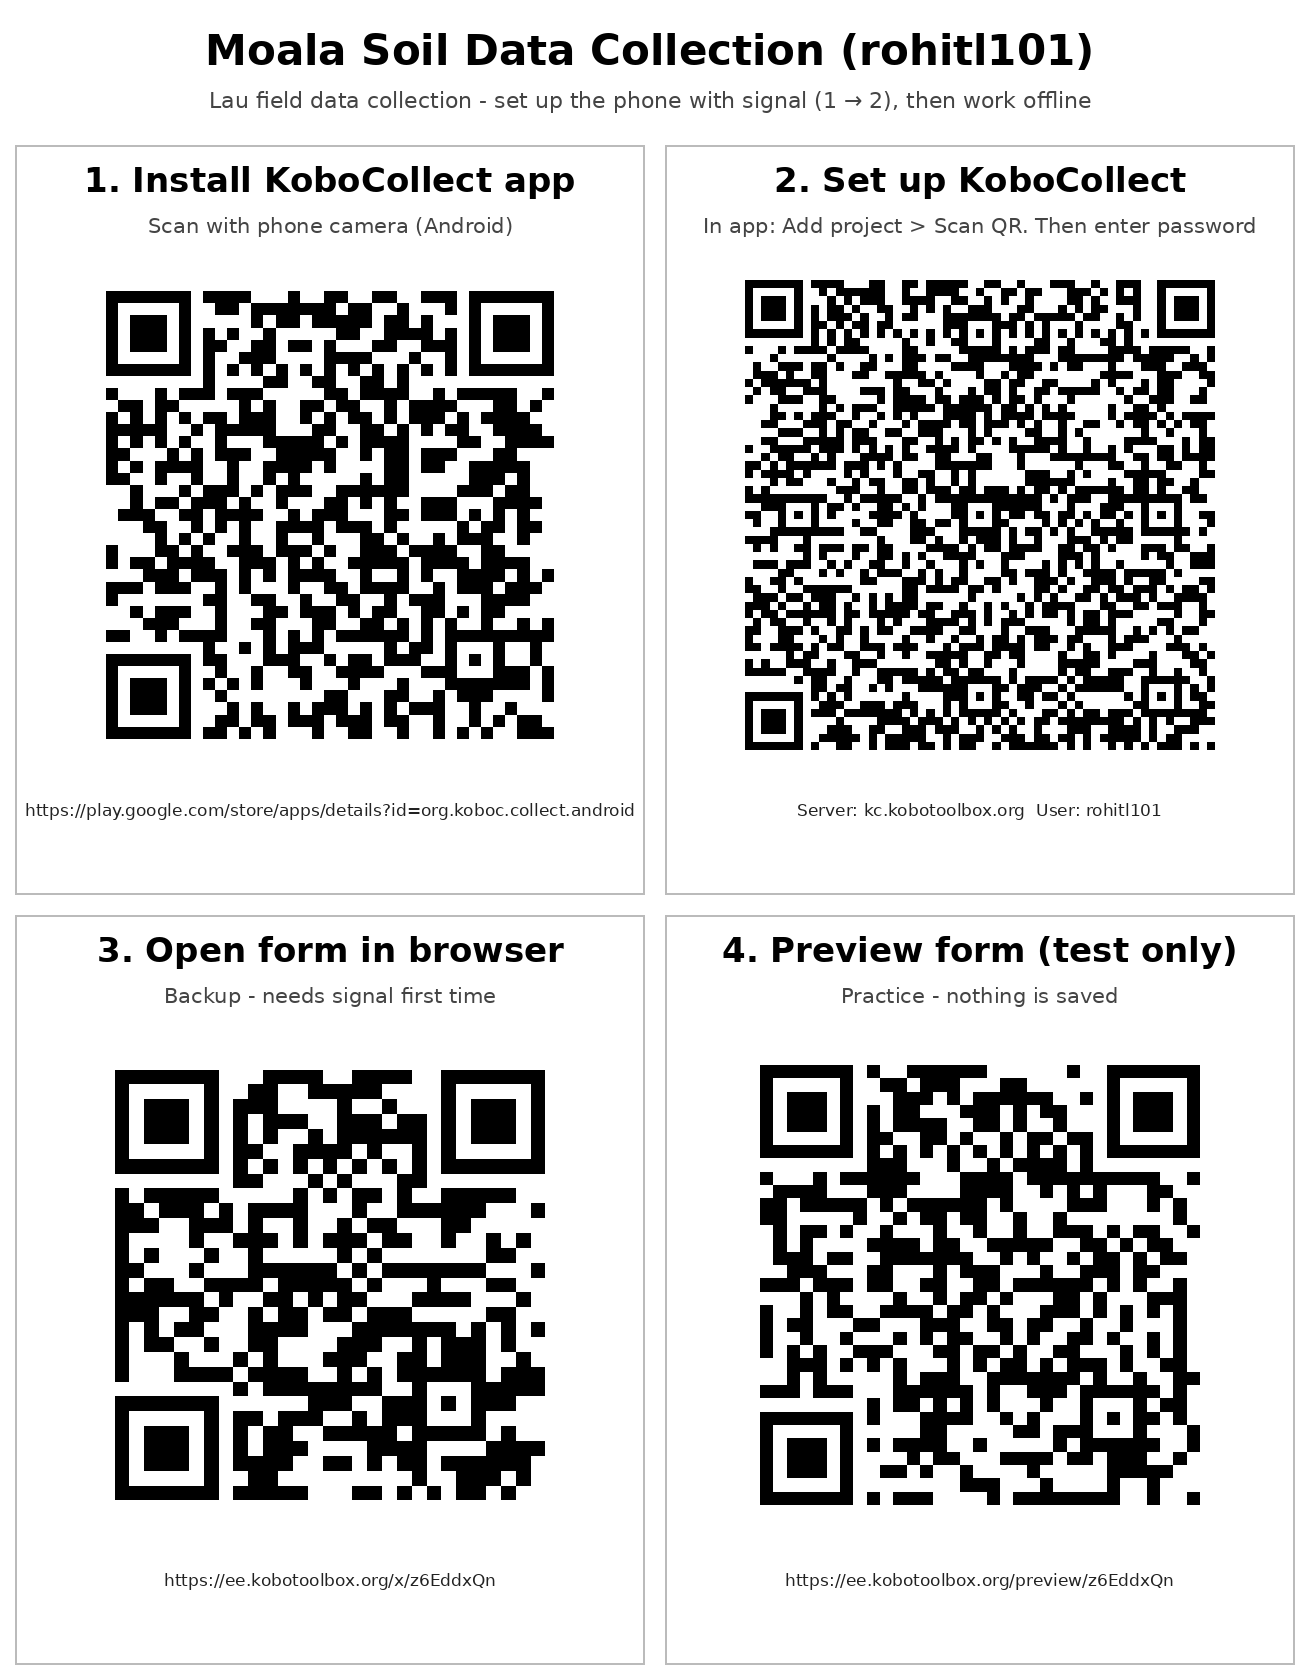 Moala Soil Data Collection (rohitl101)
Lau field data collection - set up the phone with signal (1 → 2), then work offline
1. Install KoboCollect app
Scan with phone camera (Android)
https://play.google.com/store/apps/details?id=org.koboc.collect.android
2. Set up KoboCollect
In app: Add project > Scan QR. Then enter password
Server: kc.kobotoolbox.org  User: rohitl101
3. Open form in browser
Backup - needs signal first time
https://ee.kobotoolbox.org/x/z6EddxQn
4. Preview form (test only)
Practice - nothing is saved
https://ee.kobotoolbox.org/preview/z6EddxQn